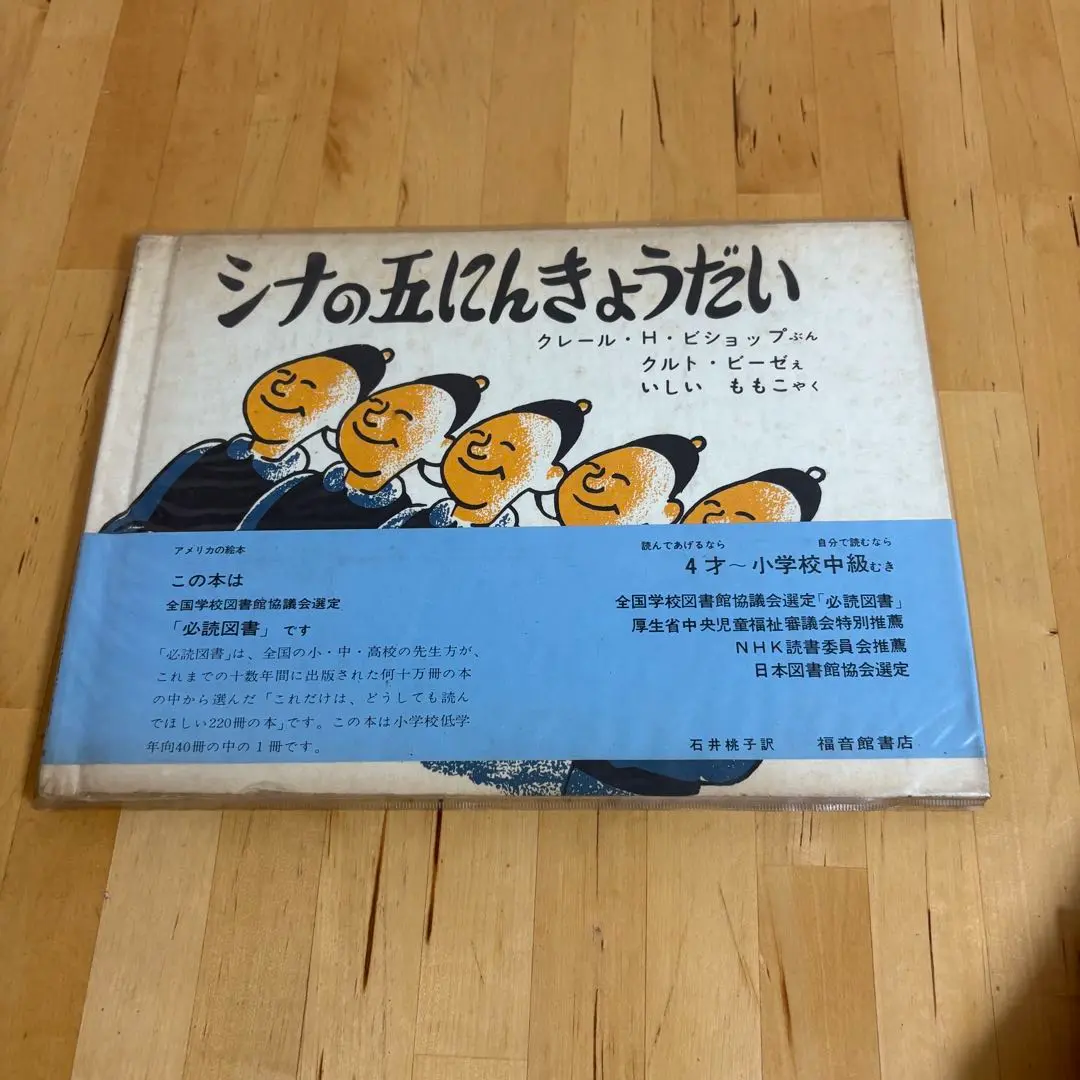 シナの五にんきょうだい
クレール・H・ビショップぶん
クルト・ビーゼえ
いしい ももこやく
アメリカの絵本
この本は
全国学校図書館協議会選定
「必読図書」です
「必読図書」は、全国の小・中・高校の先生方が、
これまでの十数年間に出版された何十万冊の本
の中から選んだ「これだけは、どうしても読ん
でほしい220冊の本」です。この本は小学校低学
年向40冊の中の1冊です。
読んであげるなら 自分で読むなら
4才〜小学校中級むき
全国学校図書館協議会選定「必読図書」
厚生省中央児童福祉審議会特別推薦
NHK読書委員会推薦
日本図書館協会選定
石井桃子訳 福音館書店